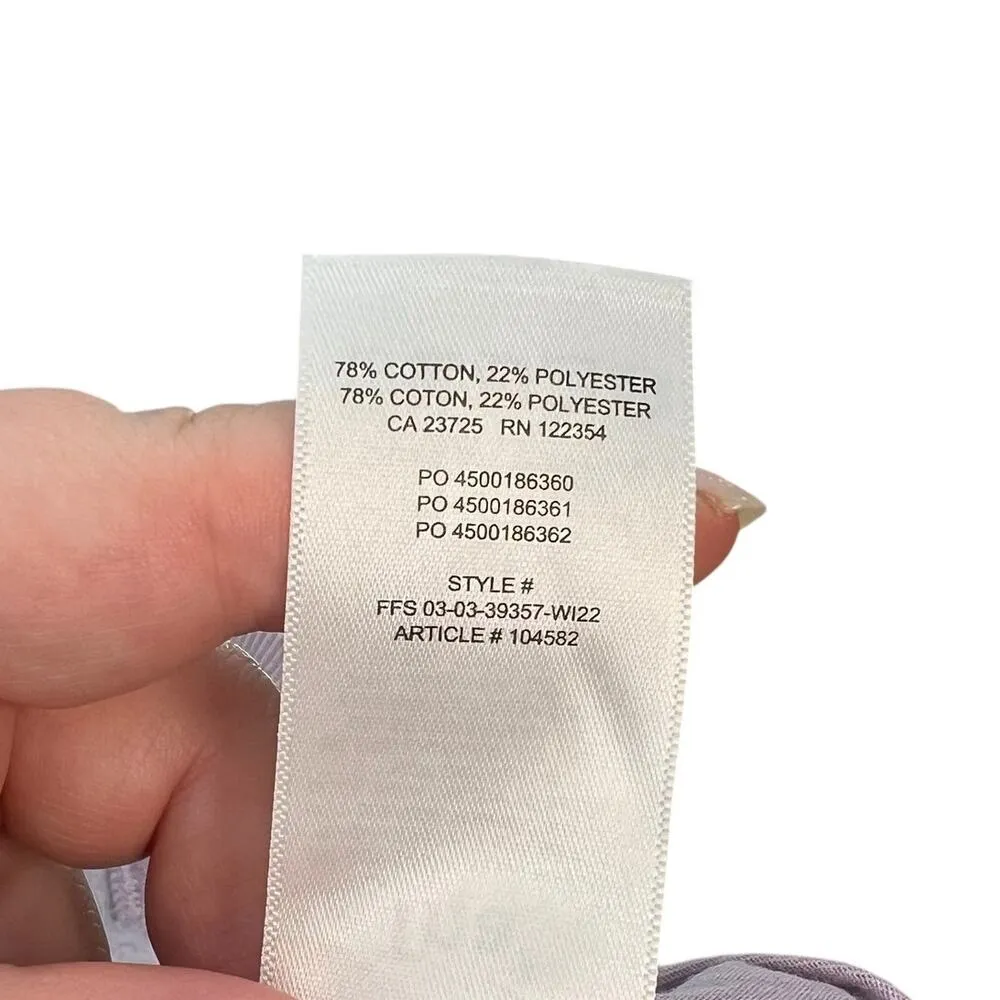 78% COTTON, 22% POLYESTER
78% COTON, 22% POLYESTER
CA 23725 RN 122354
PO 4500186360
PO 4500186361
PO 4500186362
STYLE #
FFS 03-03-39357-WI22
ARTICLE # 104582